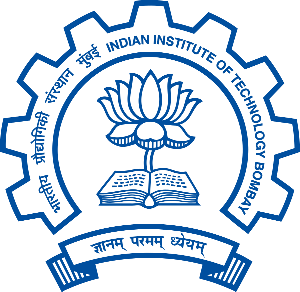 भारतीय प्रौद्योगिकी संस्थान मुंबई
INDIAN INSTITUTE OF TECHNOLOGY BOMBAY
ज्ञानम् परमम् ध्येयम्